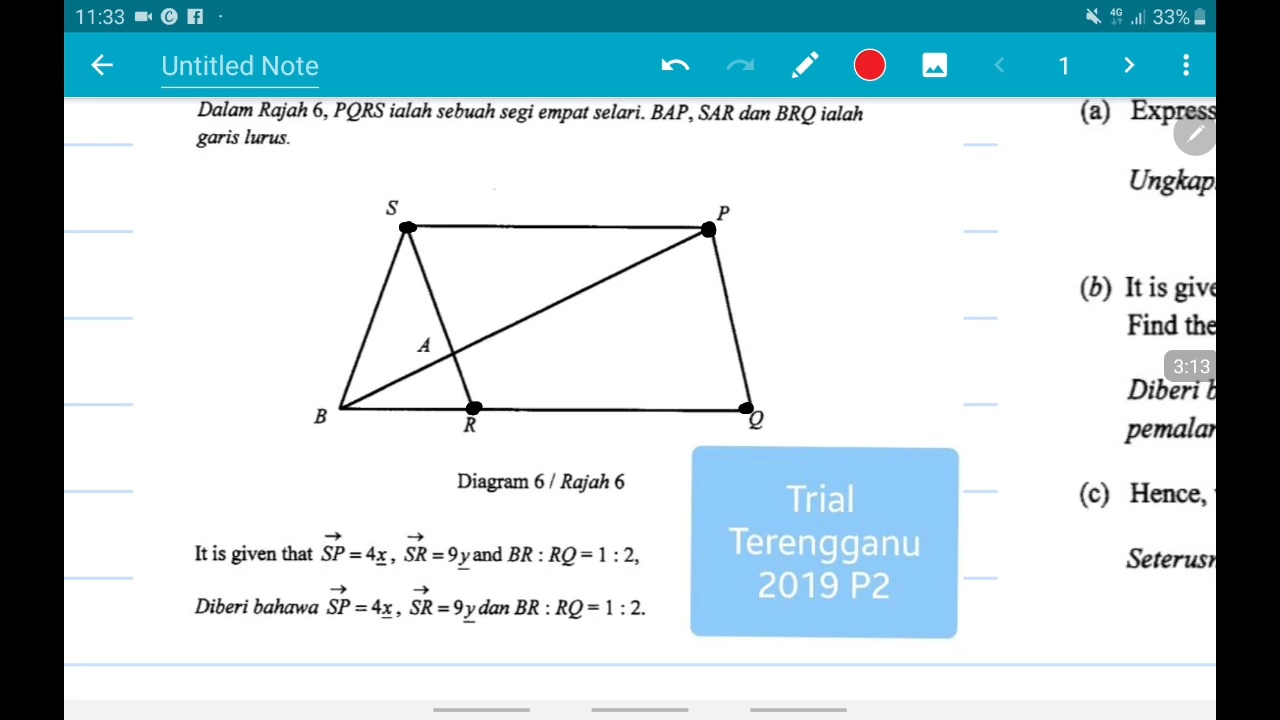 11:33
4G 33%
Untitled Note
1
Dalam Rajah 6, PQRS ialah sebuah segi empat selari. BAP, SAR dan BRQ ialah
garis lurus.
S
P
A
B
R
Q
Diagram 6 / Rajah 6
It is given that SP = 4x, SR = 9y and BR : RQ = 1 : 2,
Diberi bahawa SP = 4x, SR = 9y dan BR : RQ = 1 : 2.
Trial
Terengganu
2019 P2
(a) Express
Ungkap
(b) It is give
Find the
3:13
Diberi b
pemalar
(c) Hence,
Seterusn